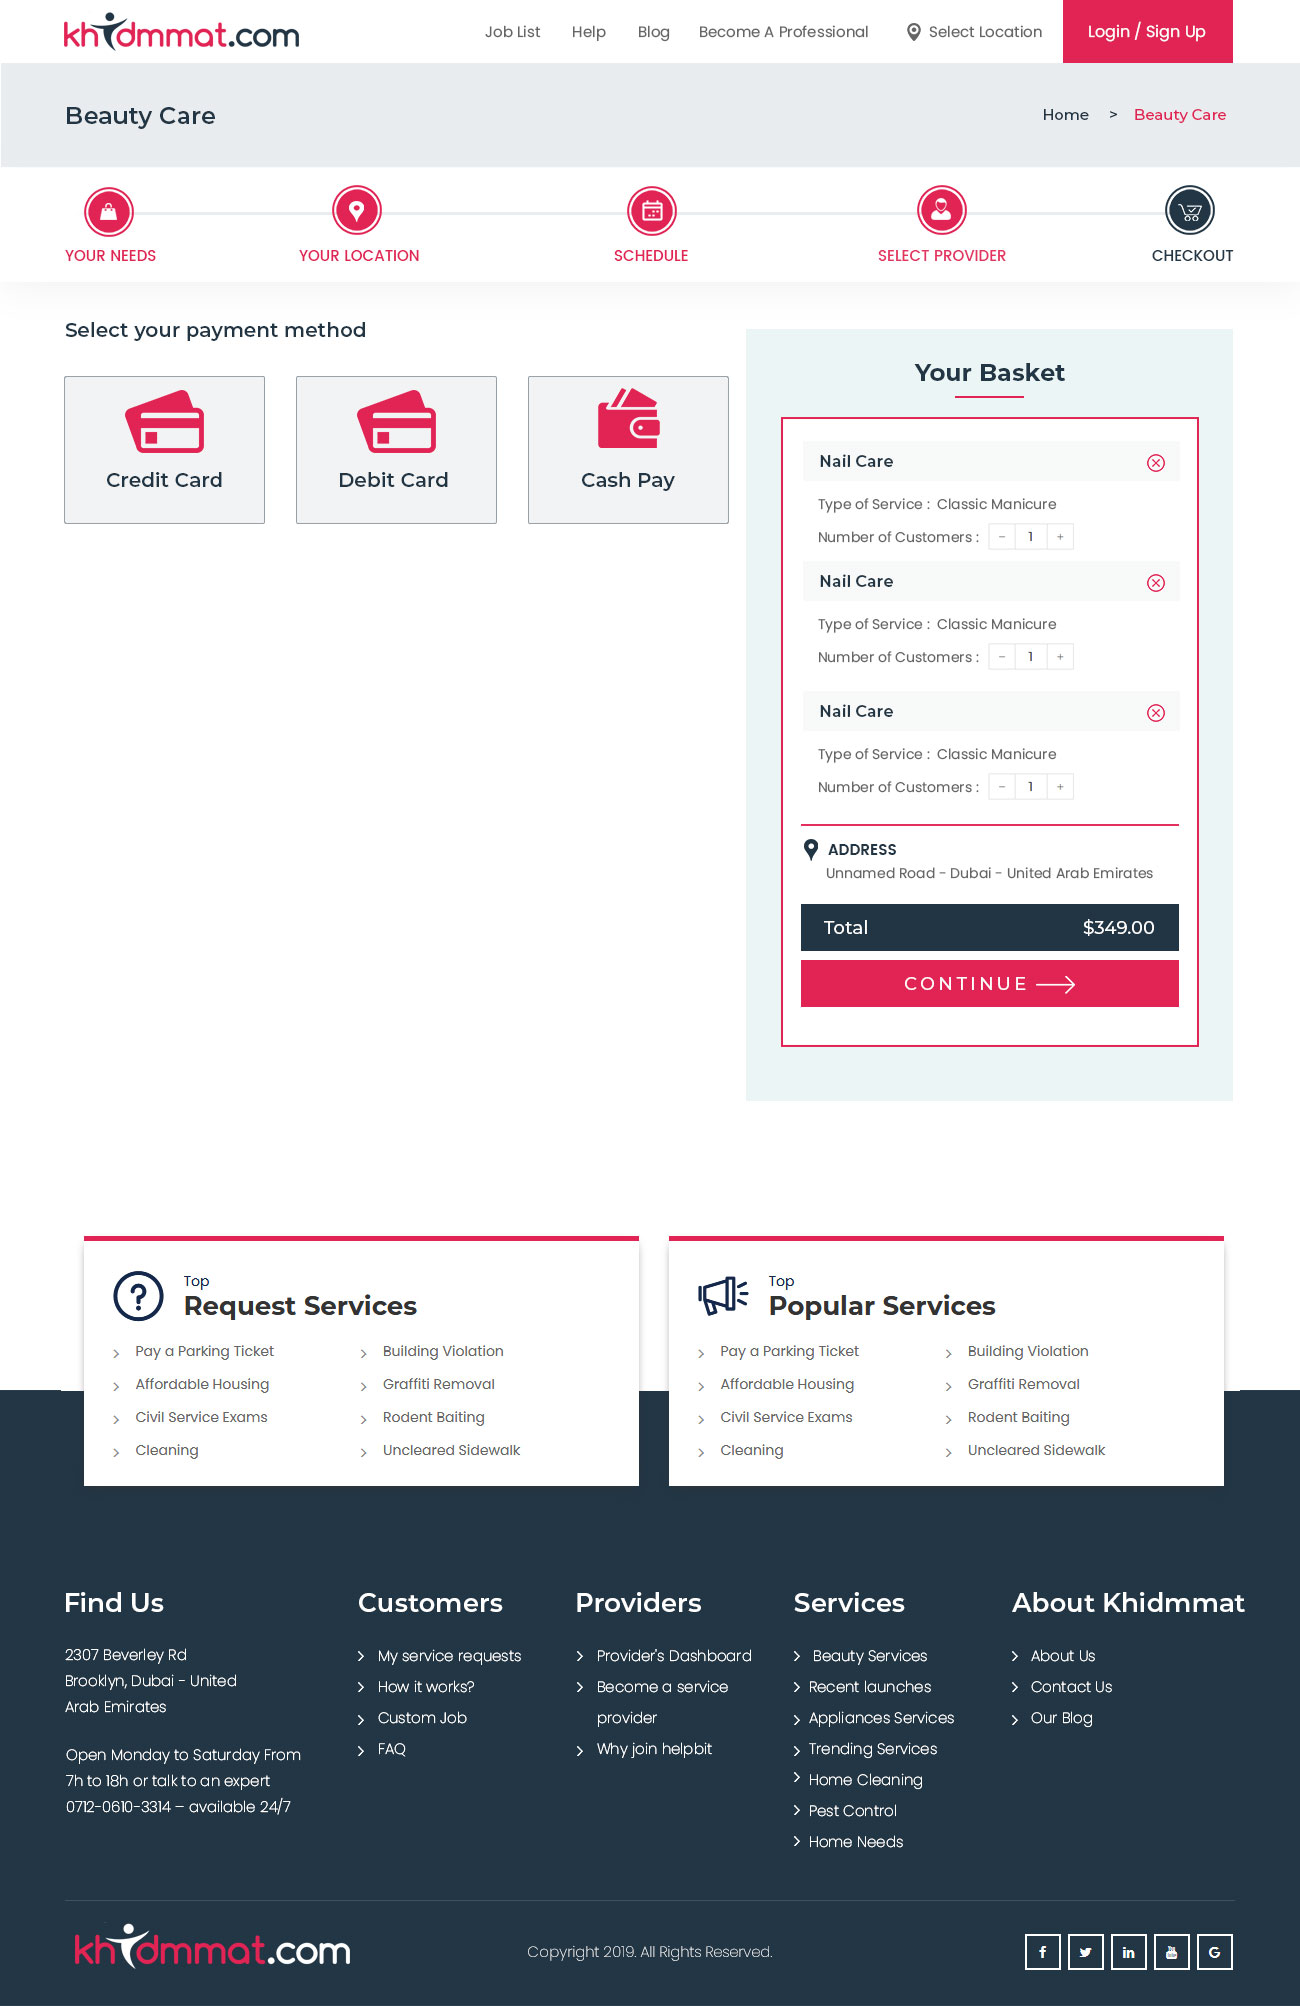 khidmmat.com
Job List Help Blog Become A Professional Select Location Login / Sign Up
Beauty Care
Home > Beauty Care
YOUR NEEDS YOUR LOCATION SCHEDULE SELECT PROVIDER CHECKOUT
Select your payment method
Credit Card Debit Card Cash Pay
Your Basket
Nail Care
Type of Service : Classic Manicure
Number of Customers : - 1 +
Nail Care
Type of Service : Classic Manicure
Number of Customers : - 1 +
Nail Care
Type of Service : Classic Manicure
Number of Customers : - 1 +
ADDRESS
Unnamed Road - Dubai - United Arab Emirates
Total $349.00
CONTINUE
Top
Request Services
Pay a Parking Ticket Building Violation
Affordable Housing Graffiti Removal
Civil Service Exams Rodent Baiting
Cleaning Uncleared Sidewalk
Top
Popular Services
Pay a Parking Ticket Building Violation
Affordable Housing Graffiti Removal
Civil Service Exams Rodent Baiting
Cleaning Uncleared Sidewalk
Find Us
2307 Beverley Rd
Brooklyn, Dubai - United
Arab Emirates
Open Monday to Saturday From
7h to 18h or talk to an expert
0712-0610-3314 – available 24/7
Customers
My service requests
How it works?
Custom Job
FAQ
Providers
Provider's Dashboard
Become a service
provider
Why join helpbit
Services
Beauty Services
Recent launches
Appliances Services
Trending Services
Home Cleaning
Pest Control
Home Needs
About Khidmmat
About Us
Contact Us
Our Blog
khidmmat.com
Copyright 2019. All Rights Reserved.
f in You G